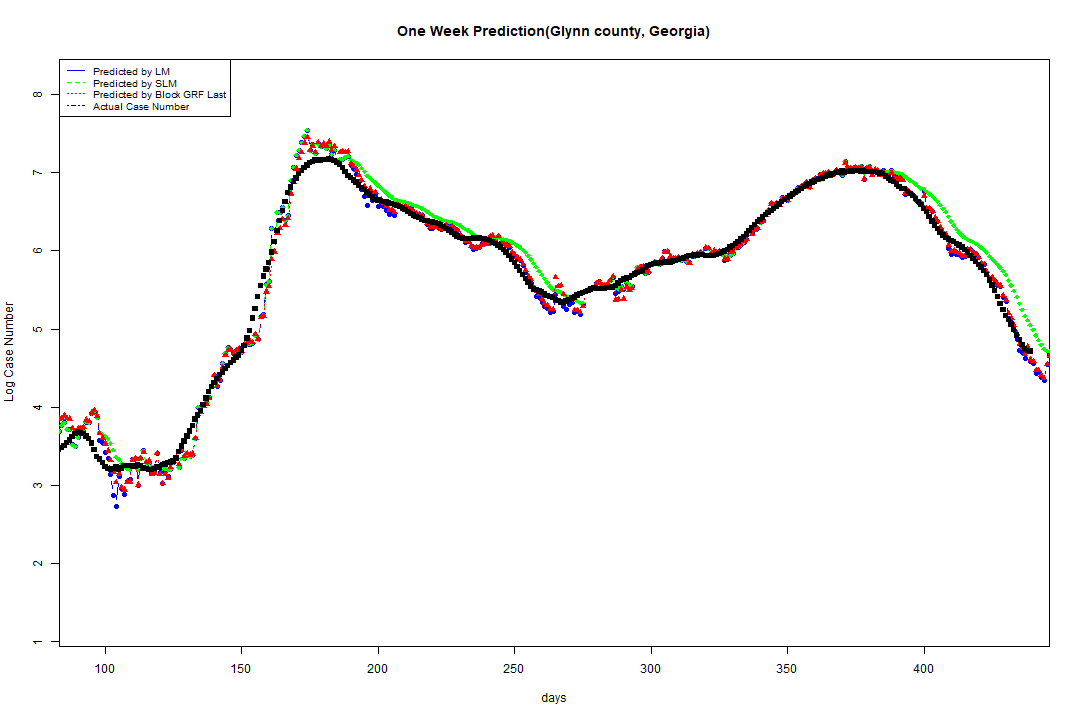 One Week Prediction(Glynn county, Georgia)
Predicted by LM
Predicted by SLM
Predicted by Block GRF Last
Actual Case Number
8
7
6
5
4
3
2
1
Log Case Number
100 150 200 250 300 350 400
days